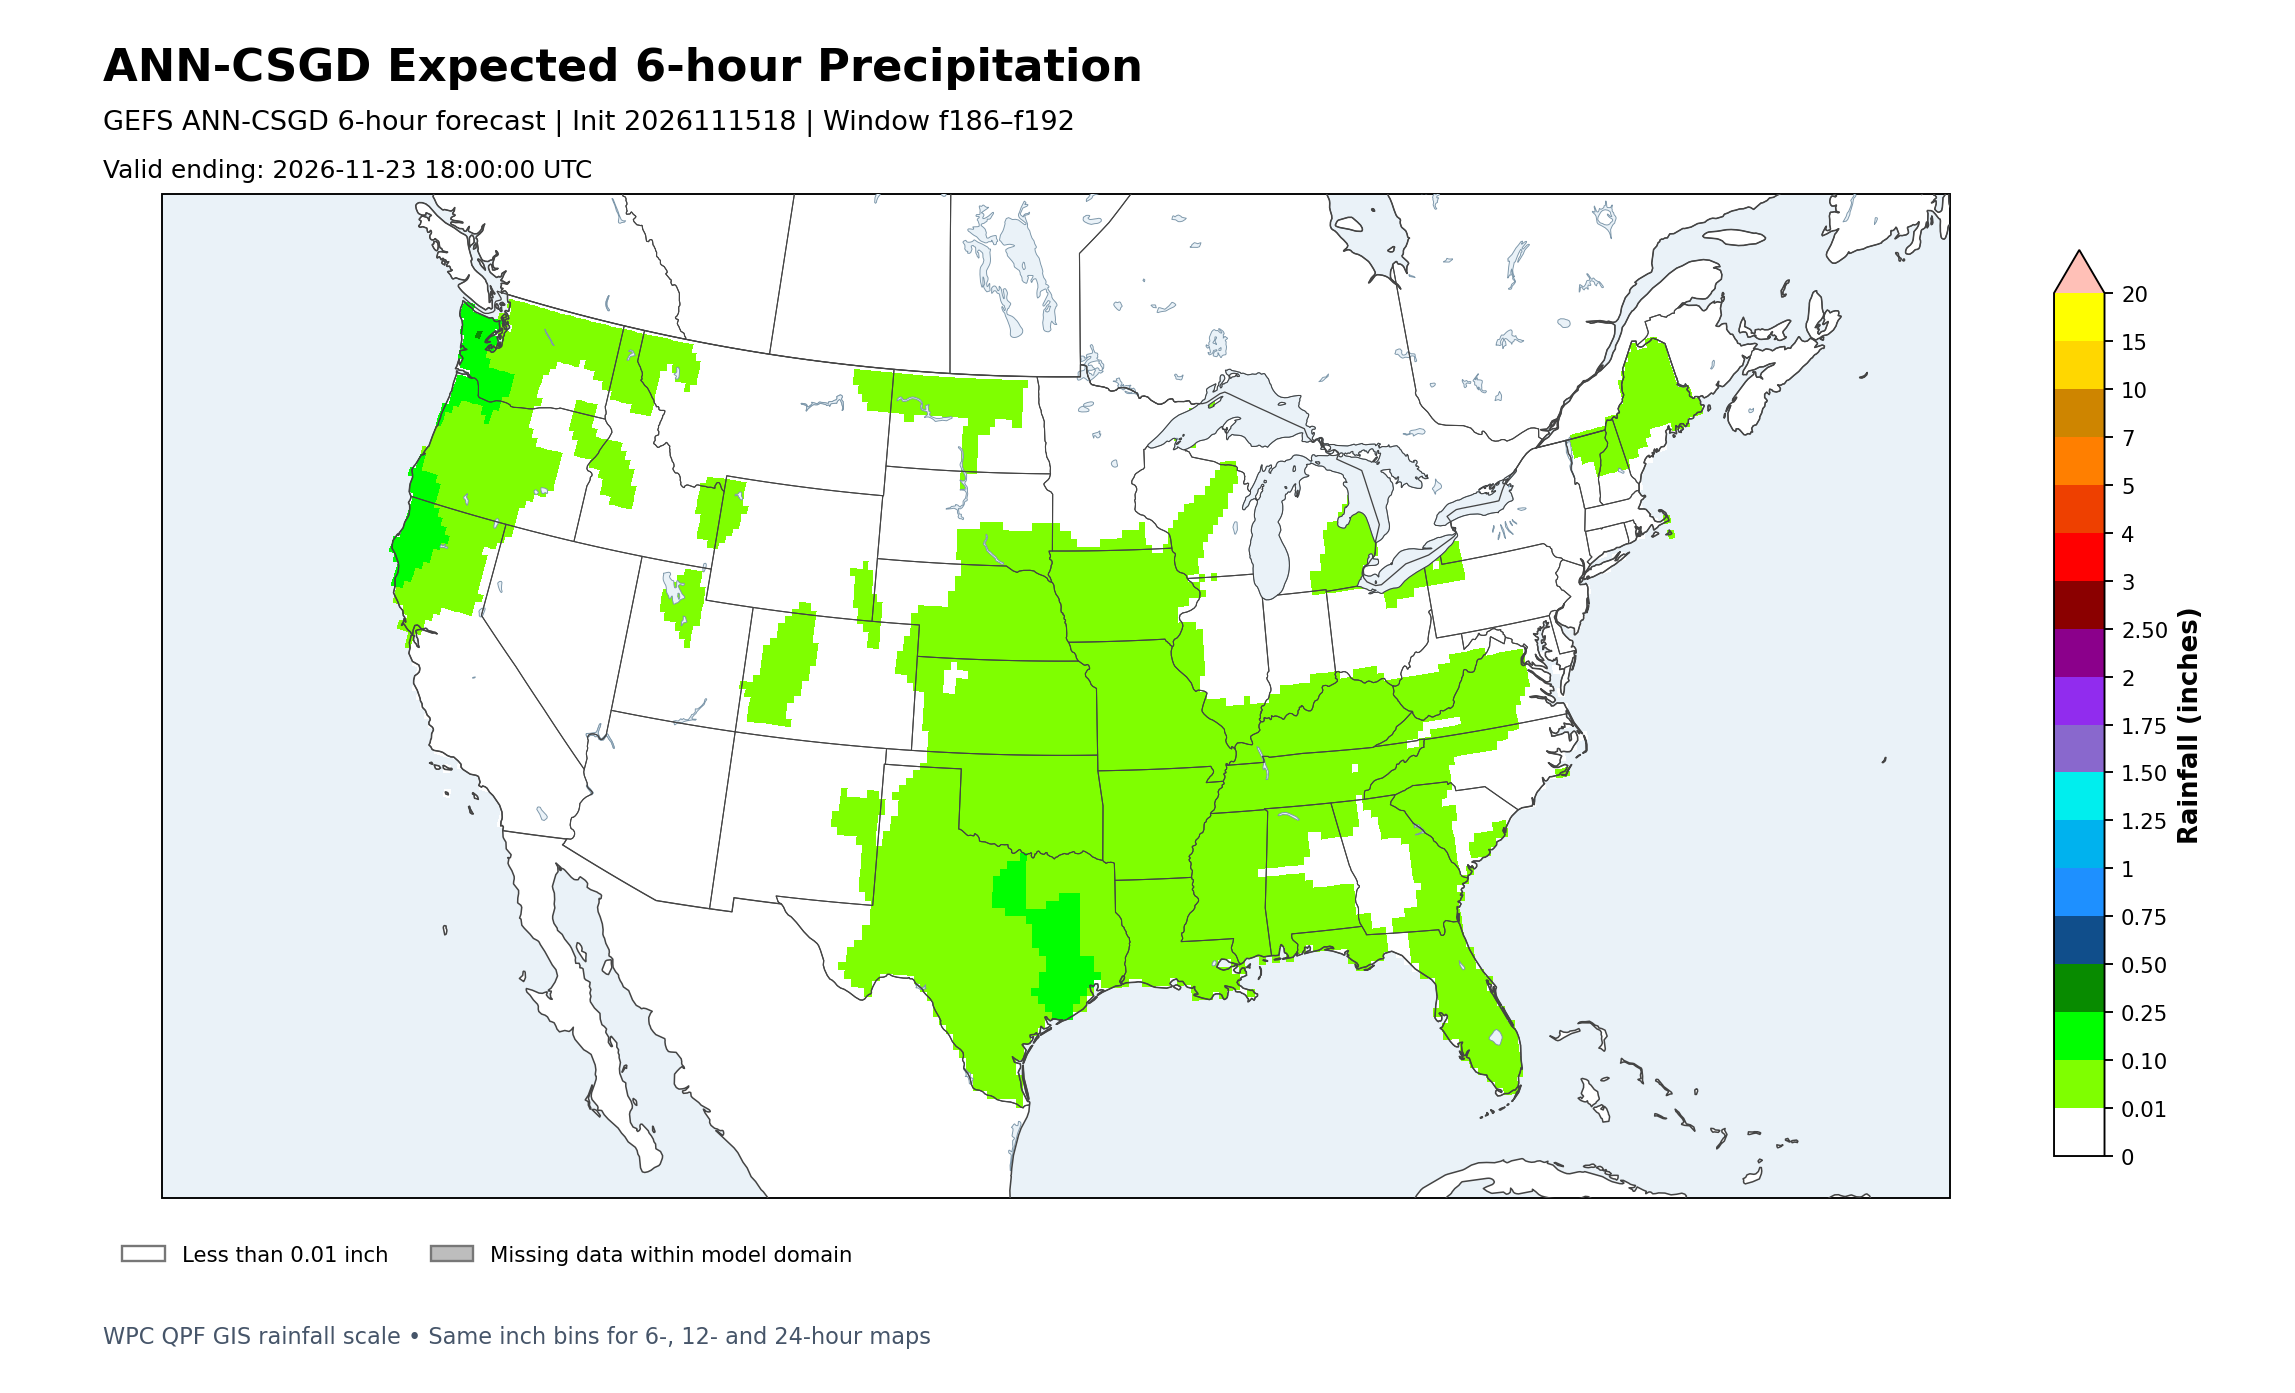 ANN-CSGD Expected 6-hour Precipitation
GEFS ANN-CSGD 6-hour forecast | Init 2026111518 | Window f186–f192
Valid ending: 2026-11-23 18:00:00 UTC
20
15
10
7
5
4
3
2.50
2
1.75
1.50
1.25
1
0.75
0.50
0.25
0.10
0.01
0
Rainfall (inches)
Less than 0.01 inch
Missing data within model domain
WPC QPF GIS rainfall scale • Same inch bins for 6-, 12- and 24-hour maps